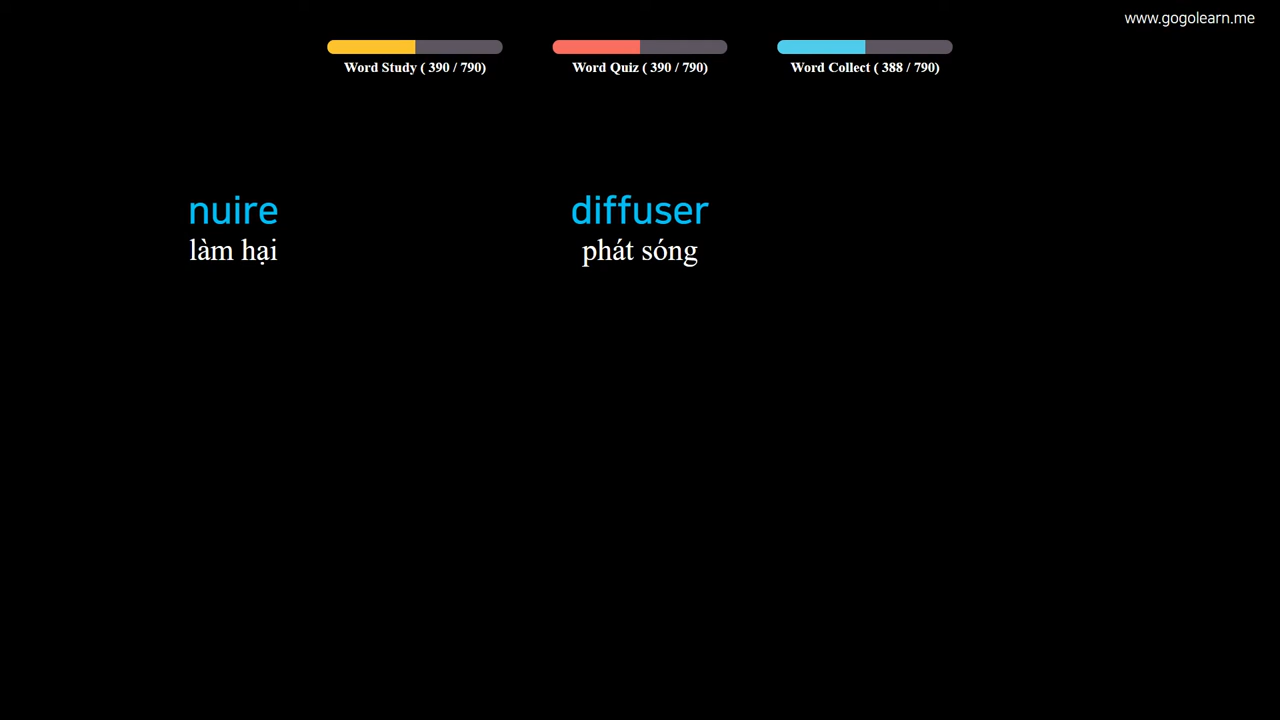 www.gogolearn.me
Word Study ( 390 / 790)
Word Quiz ( 390 / 790)
Word Collect ( 388 / 790)
nuire
làm hại
diffuser
phát sóng